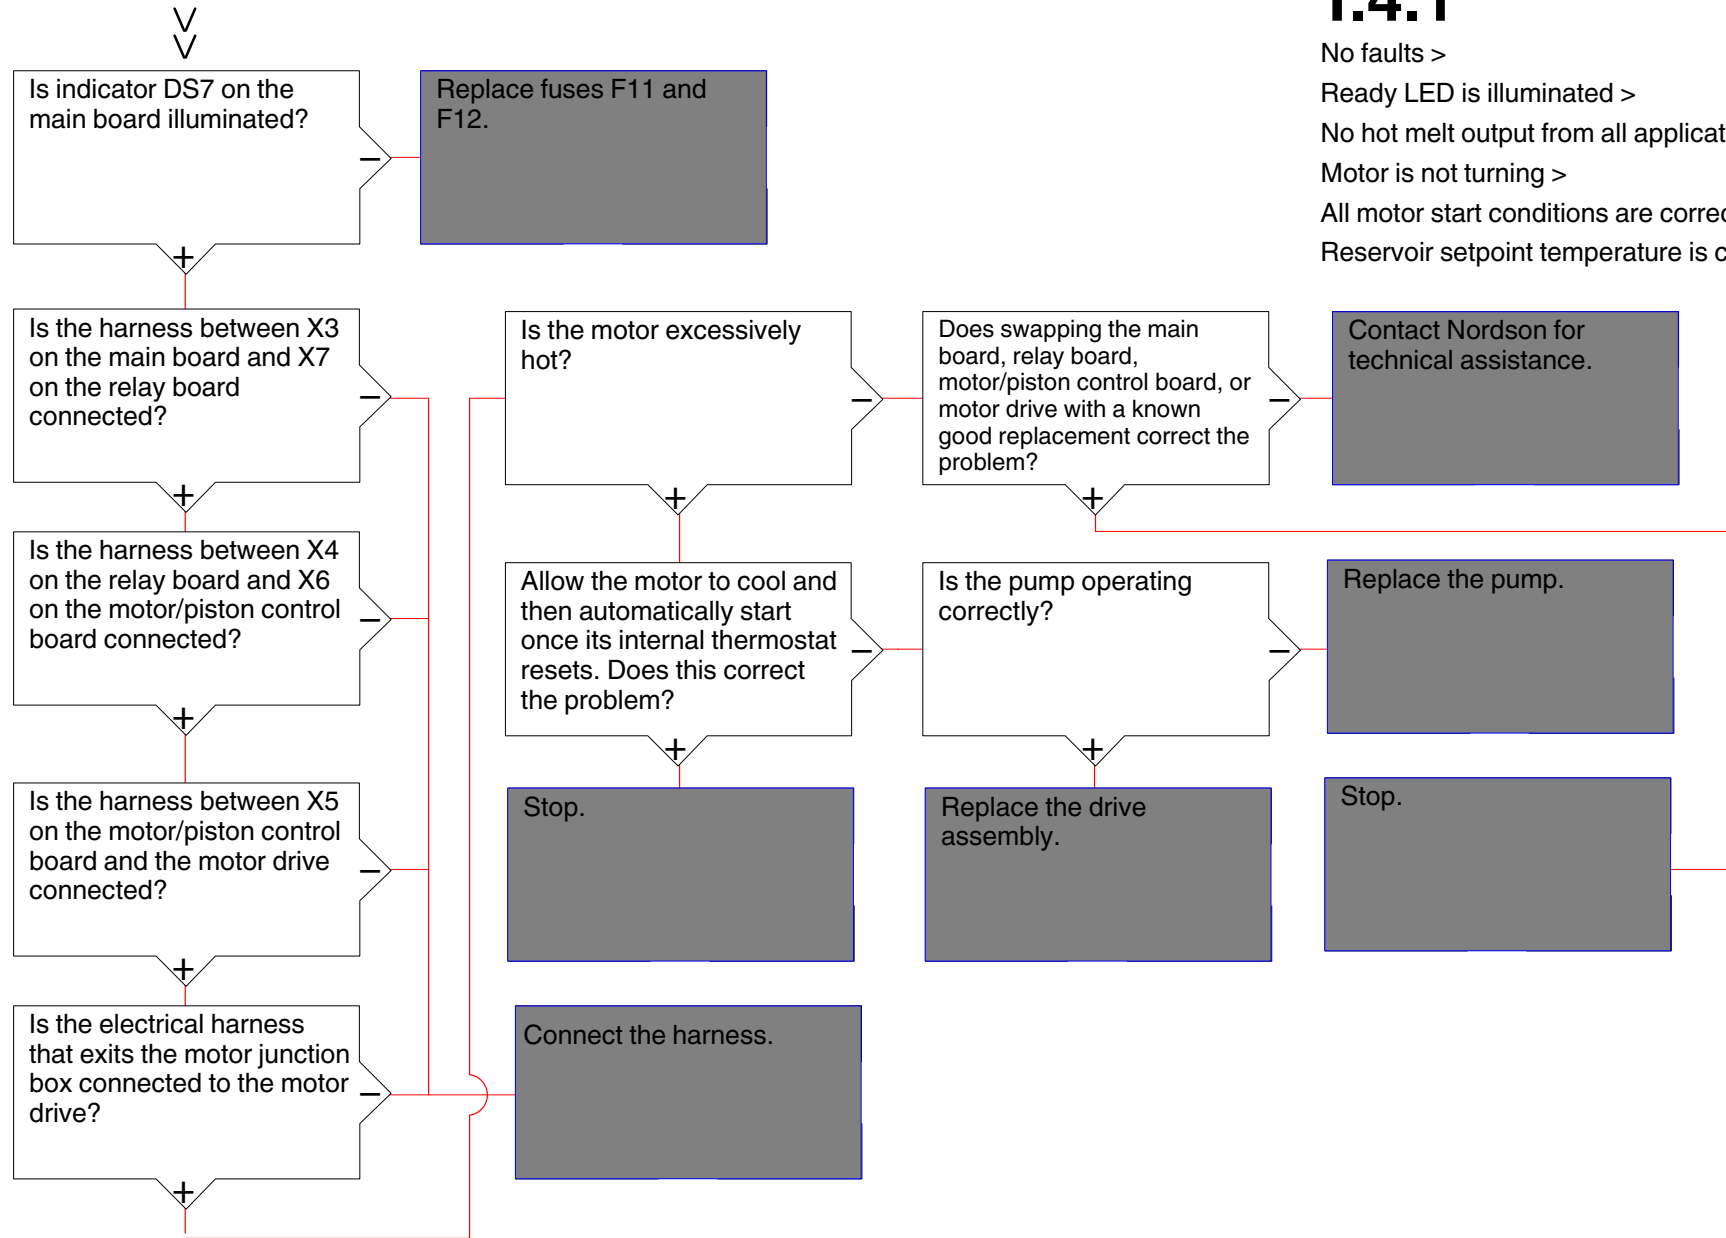 1.4.1
No faults >
Ready LED is illuminated >
No hot melt output from all
Motor is not turning >
All motor start conditions are
Reservoir setpoint temperature is
Is indicator DS7 on the
main board illuminated?
–
+
Replace fuses F11 and
F12.
Is the harness between X3
on the main board and X7
on the relay board
connected?
–
+
Is the motor excessively
hot?
–
+
Does swapping the main
board, relay board,
motor/piston control board, or
motor drive with a known
good replacement correct the
problem?
–
+
Contact Nordson for
technical assistance.
Is the harness between X4
on the relay board and X6
on the motor/piston control
board connected?
–
+
Allow the motor to cool and
then automatically start
once its internal thermostat
resets. Does this correct
the problem?
–
+
Is the pump operating
correctly?
–
+
Replace the pump.
Is the harness between X5
on the motor/piston control
board and the motor drive
connected?
–
+
Stop.
Replace the drive
assembly.
Stop.
Is the electrical harness
that exits the motor junction
box connected to the motor
drive?
–
+
Connect the harness.